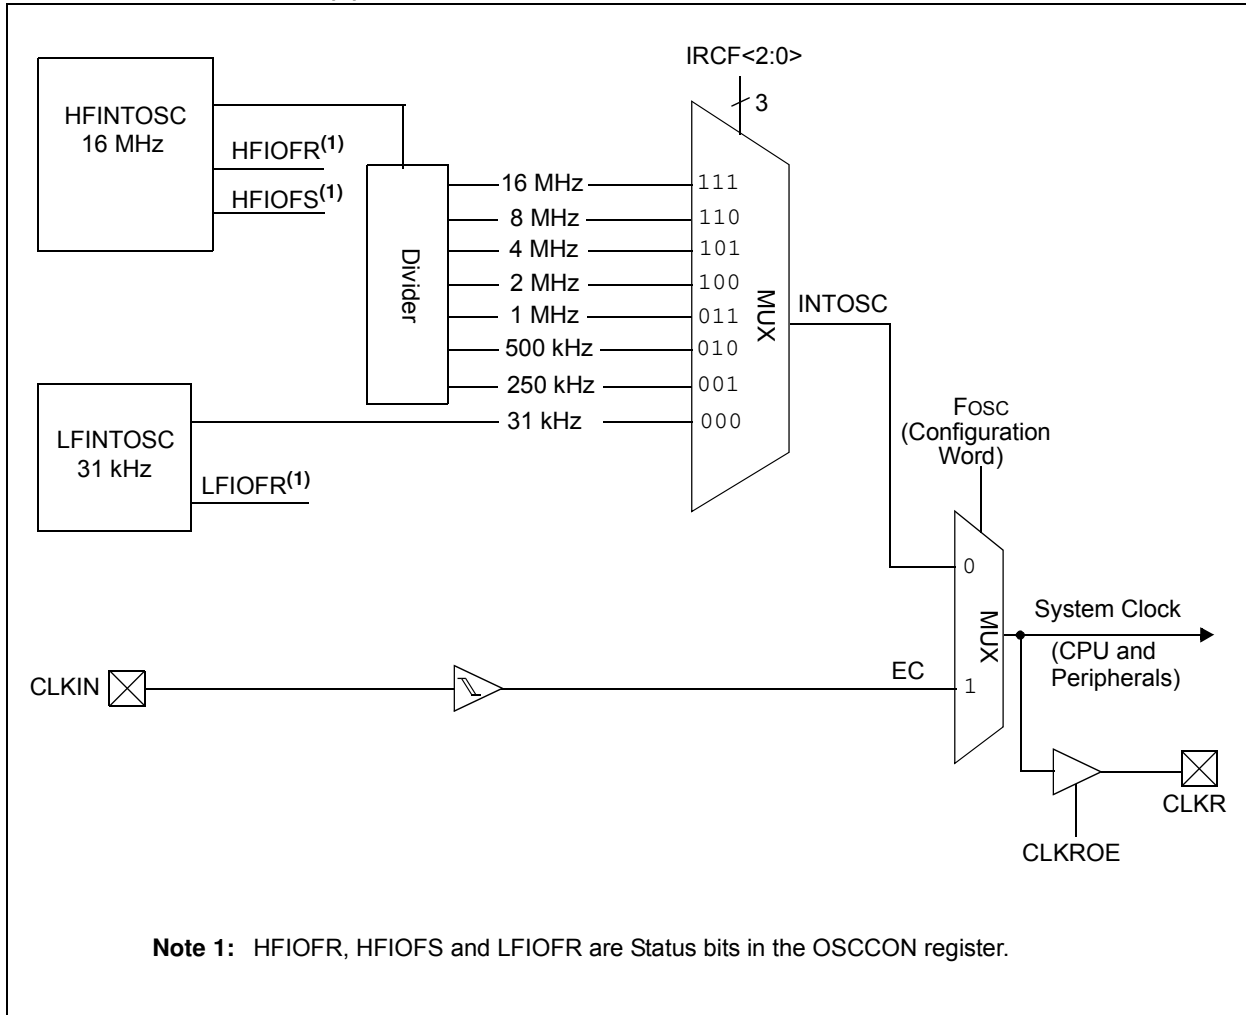 IRCF<2:0>
3
HFINTOSC
16 MHz
HFIOFR(1)
HFIOFS(1)
Divider
16 MHz
8 MHz
4 MHz
2 MHz
1 MHz
500 kHz
250 kHz
31 kHz
111
110
101
100
011
010
001
000
MUX
INTOSC
LFINTOSC
31 kHz
LFIOFR(1)
FOSC
(Configuration
Word)
0
1
MUX
System Clock
(CPU and
Peripherals)
CLKIN
EC
CLKR
CLKROE
Note 1: HFIOFR, HFIOFS and LFIOFR are Status bits in the OSCCON register.